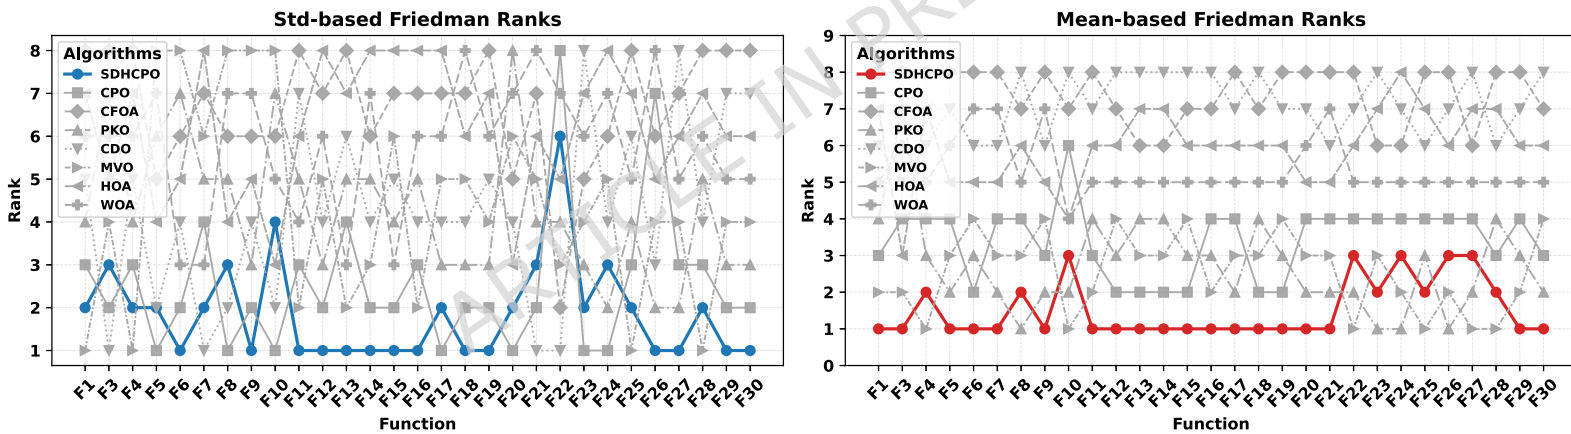 Std-based Friedman Ranks
8
7
6
5
4
3
2
1
Rank
Algorithms
SDHCPO
CPO
CFOA
PKO
CDO
MVO
HOA
WOA
F1 F3 F4 F5 F6 F7 F8 F9 F10 F11 F12 F13 F14 F15 F16 F17 F18 F19 F20 F21 F22 F23 F24 F25 F26 F27 F28 F29 F30
Function
Mean-based Friedman Ranks
9
8
7
6
5
4
3
2
1
0
Rank
Algorithms
SDHCPO
CPO
CFOA
PKO
CDO
MVO
HOA
WOA
F1 F3 F4 F5 F6 F7 F8 F9 F10 F11 F12 F13 F14 F15 F16 F17 F18 F19 F20 F21 F22 F23 F24 F25 F26 F27 F28 F29 F30
Function
ARTICLE IN